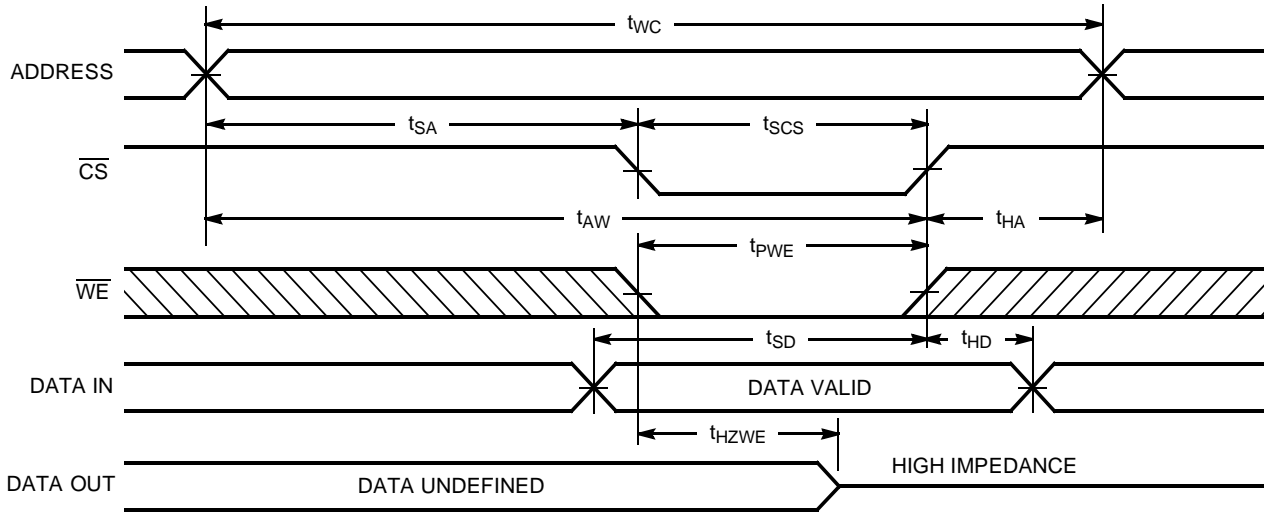 tWC
ADDRESS
tSA tSCS
CS
tAW tHA
tPWE
WE
tSD tHD
DATA IN DATA VALID
tHZWE
HIGH IMPEDANCE
DATA OUT DATA UNDEFINED